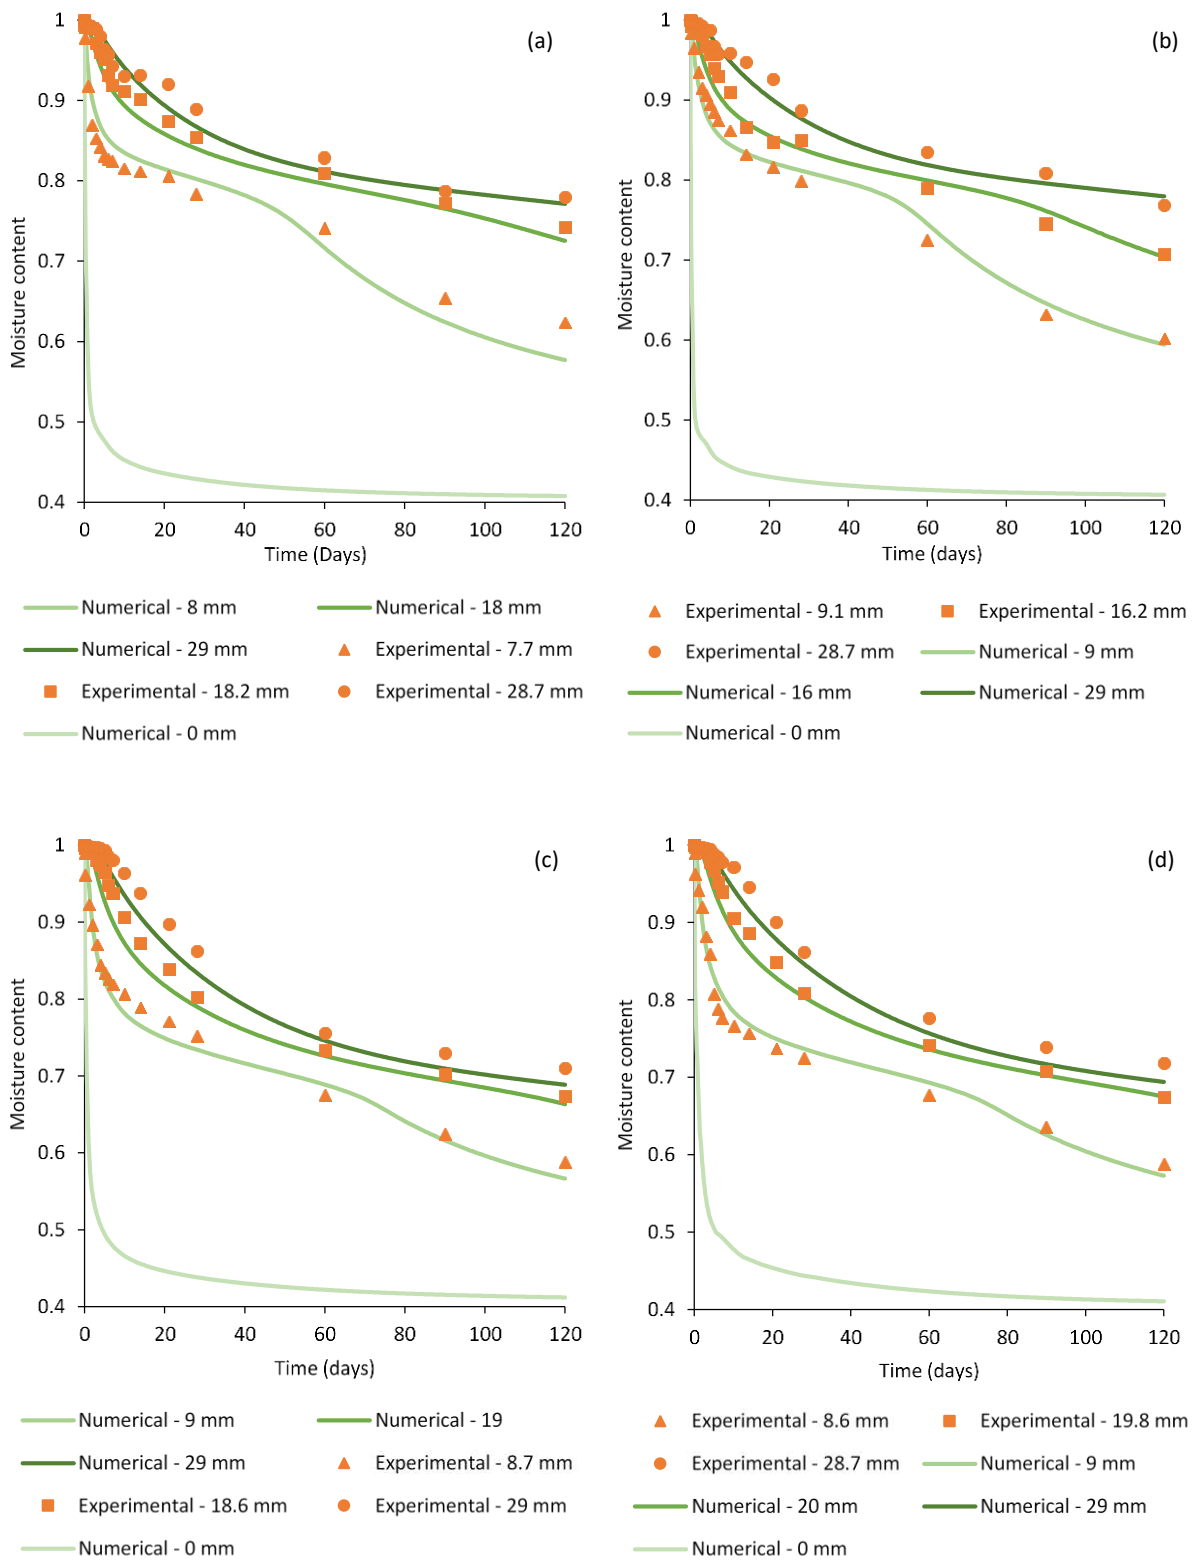 (a)
1
0.9
0.8
0.7
0.6
0.5
0.4
Moisture content
0 20 40 60 80 100 120
Time (Days)
Numerical - 8 mm Numerical - 18 mm
Numerical - 29 mm Experimental - 7.7 mm
Experimental - 18.2 mm Experimental - 28.7 mm
Numerical - 0 mm
(b)
1
0.9
0.8
0.7
0.6
0.5
0.4
Moisture content
0 20 40 60 80 100 120
Time (days)
Experimental - 9.1 mm Experimental - 16.2 mm
Experimental - 28.7 mm Numerical - 9 mm
Numerical - 16 mm Numerical - 29 mm
Numerical - 0 mm
(c)
1
0.9
0.8
0.7
0.6
0.5
0.4
Moisture content
0 20 40 60 80 100 120
Time (days)
Numerical - 9 mm Numerical - 19
Numerical - 29 mm Experimental - 8.7 mm
Experimental - 18.6 mm Experimental - 29 mm
Numerical - 0 mm
(d)
1
0.9
0.8
0.7
0.6
0.5
0.4
Moisture content
0 20 40 60 80 100 120
Time (days)
Experimental - 8.6 mm Experimental - 19.8 mm
Experimental - 28.7 mm Numerical - 9 mm
Numerical - 20 mm Numerical - 29 mm
Numerical - 0 mm